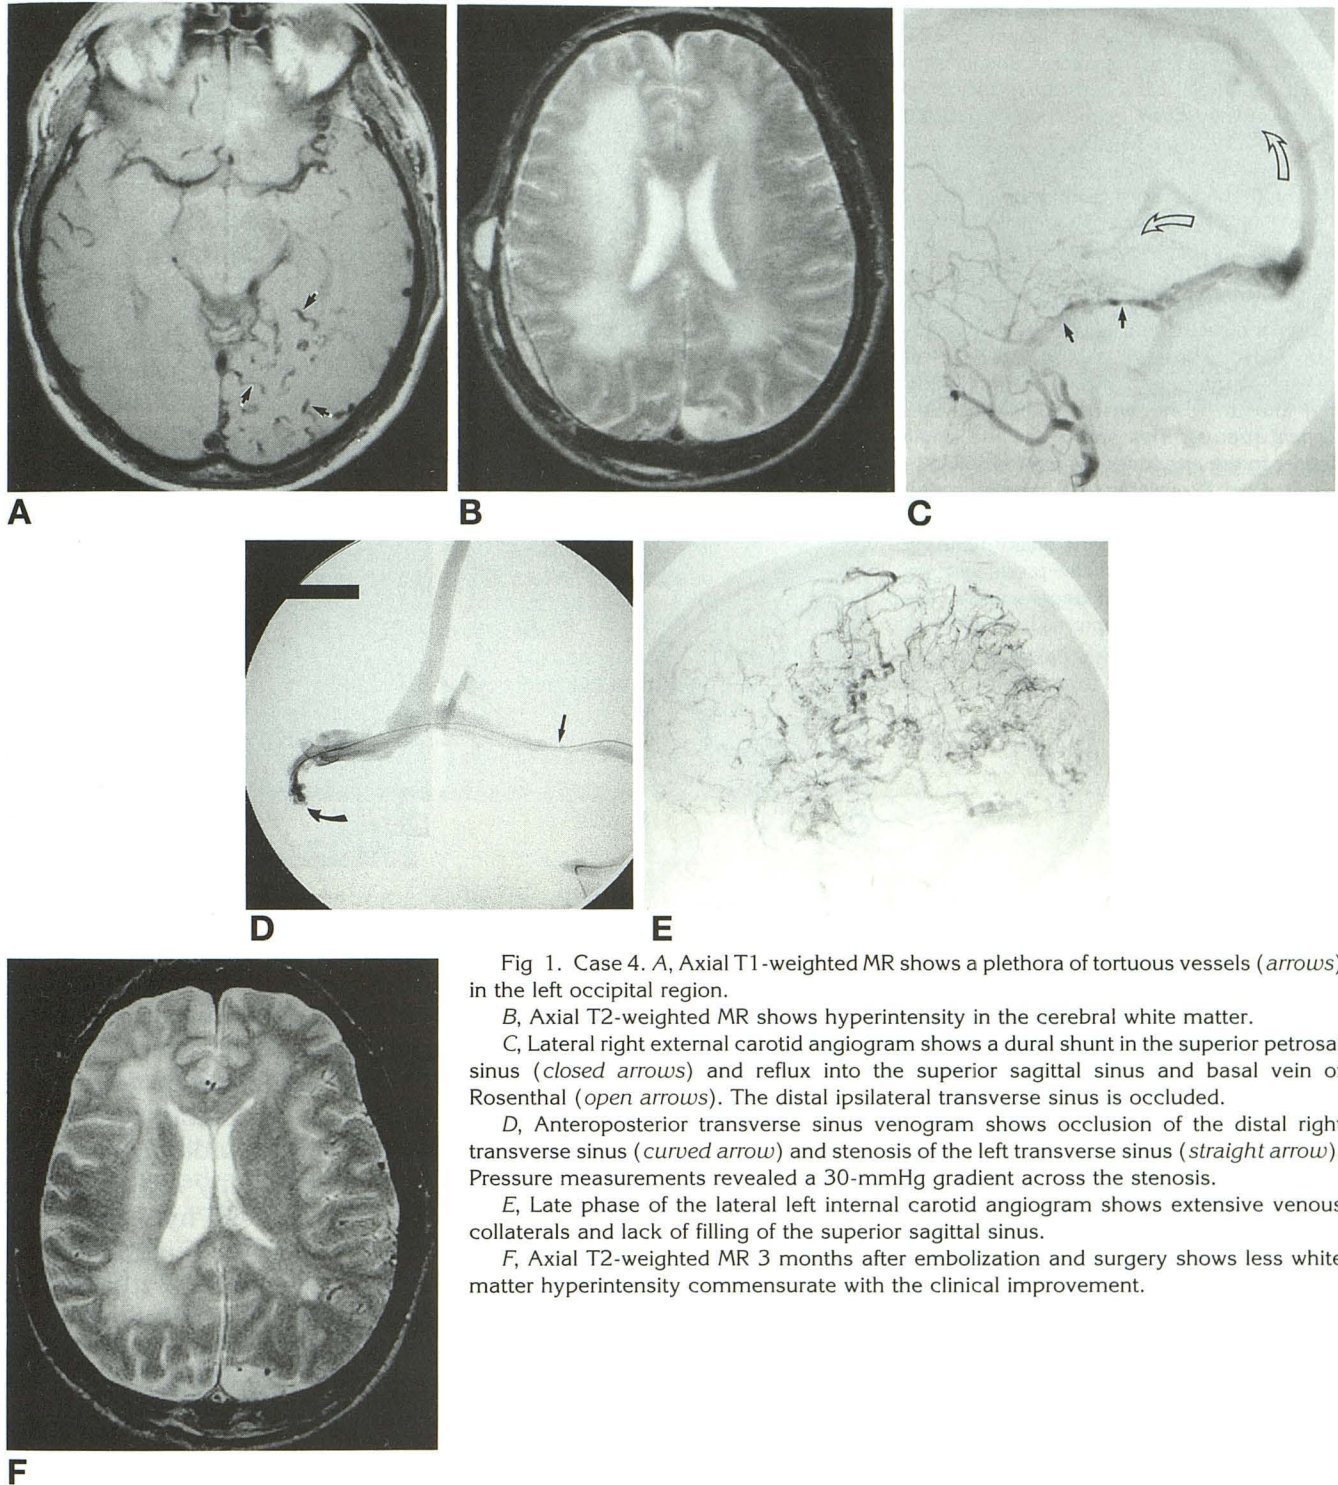 A
B
C
D
E
F
Fig 1. Case 4. A, Axial T1-weighted MR shows a plethora of tortuous vessels (arrows)
in the left occipital region.
B, Axial T2-weighted MR shows hyperintensity in the cerebral white matter.
C, Lateral right external carotid angiogram shows a dural shunt in the superior petrosa
sinus (closed arrows) and reflux into the superior sagittal sinus and basal vein o
Rosenthal (open arrows). The distal ipsilateral transverse sinus is occluded.
D, Anteroposterior transverse sinus venogram shows occlusion of the distal right
transverse sinus (curved arrow) and stenosis of the left transverse sinus (straight arrow)
Pressure measurements revealed a 30-mmHg gradient across the stenosis.
E, Late phase of the lateral left internal carotid angiogram shows extensive venous
collaterals and lack of filling of the superior sagittal sinus.
F, Axial T2-weighted MR 3 months after embolization and surgery shows less white
matter hyperintensity commensurate with the clinical improvement.